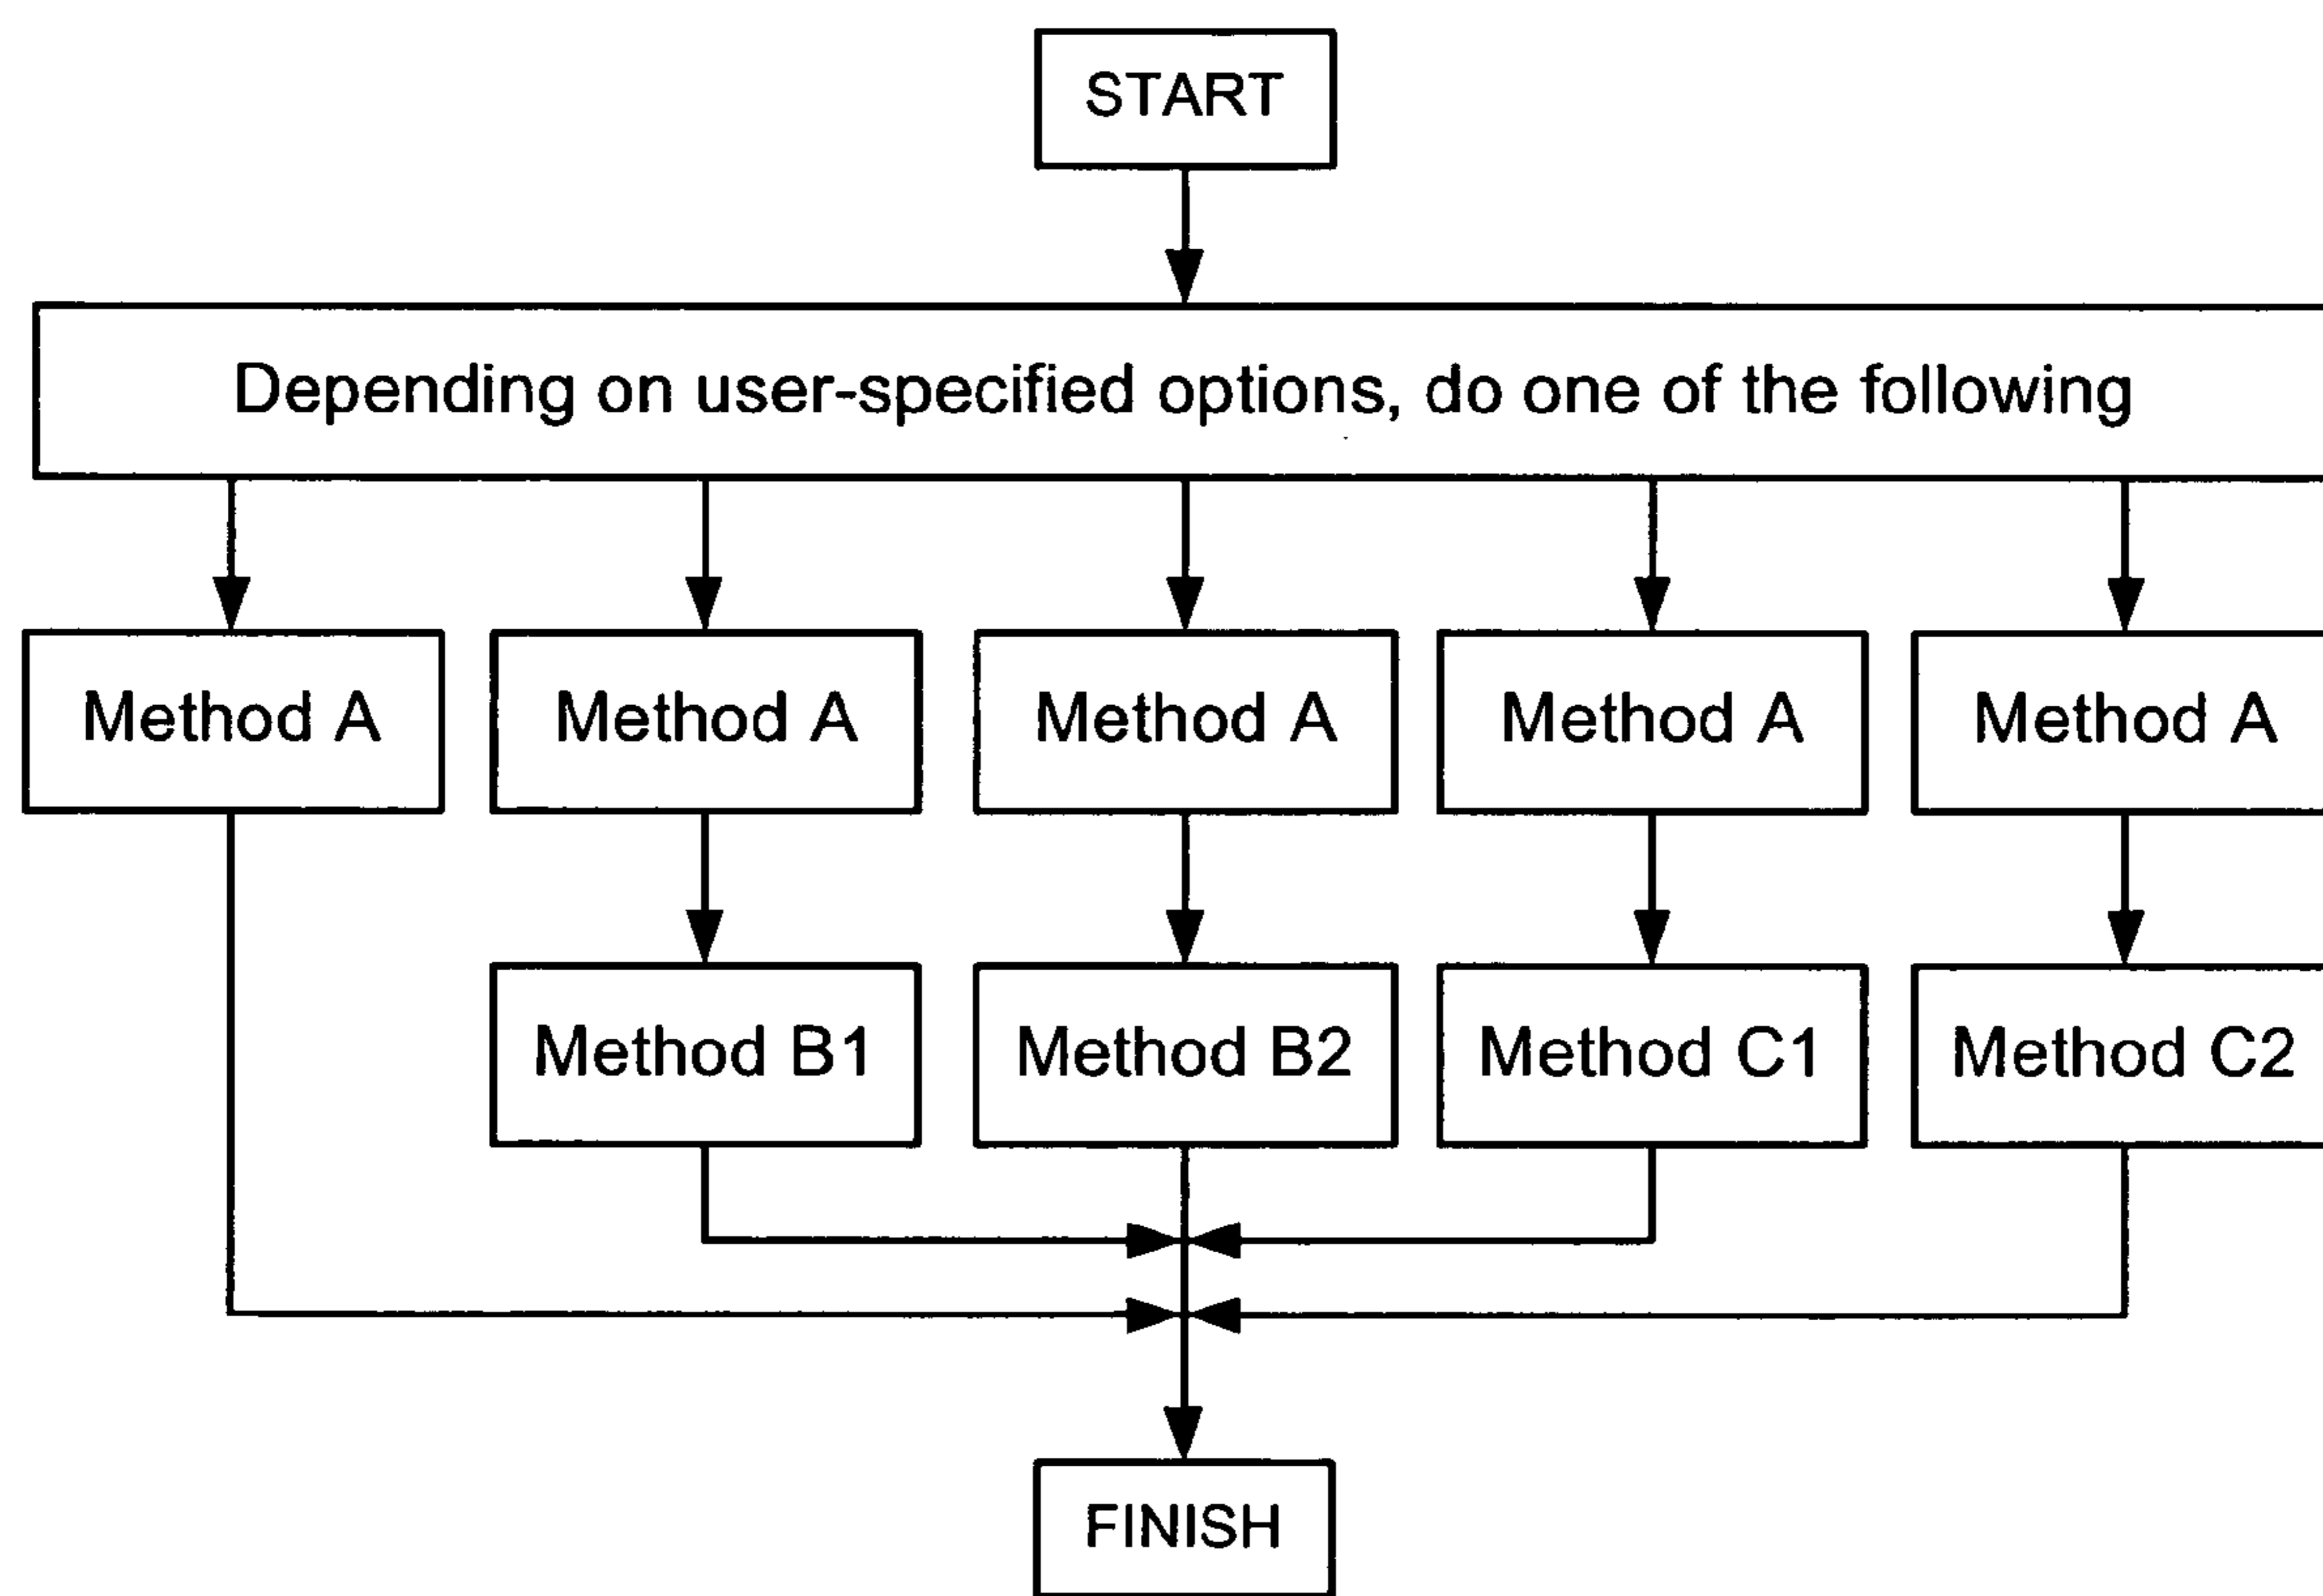 START
Depending on user-specified options, do one of the following
Method A
Method A
Method A
Method A
Method A
Method B1
Method B2
Method C1
Method C2
FINISH